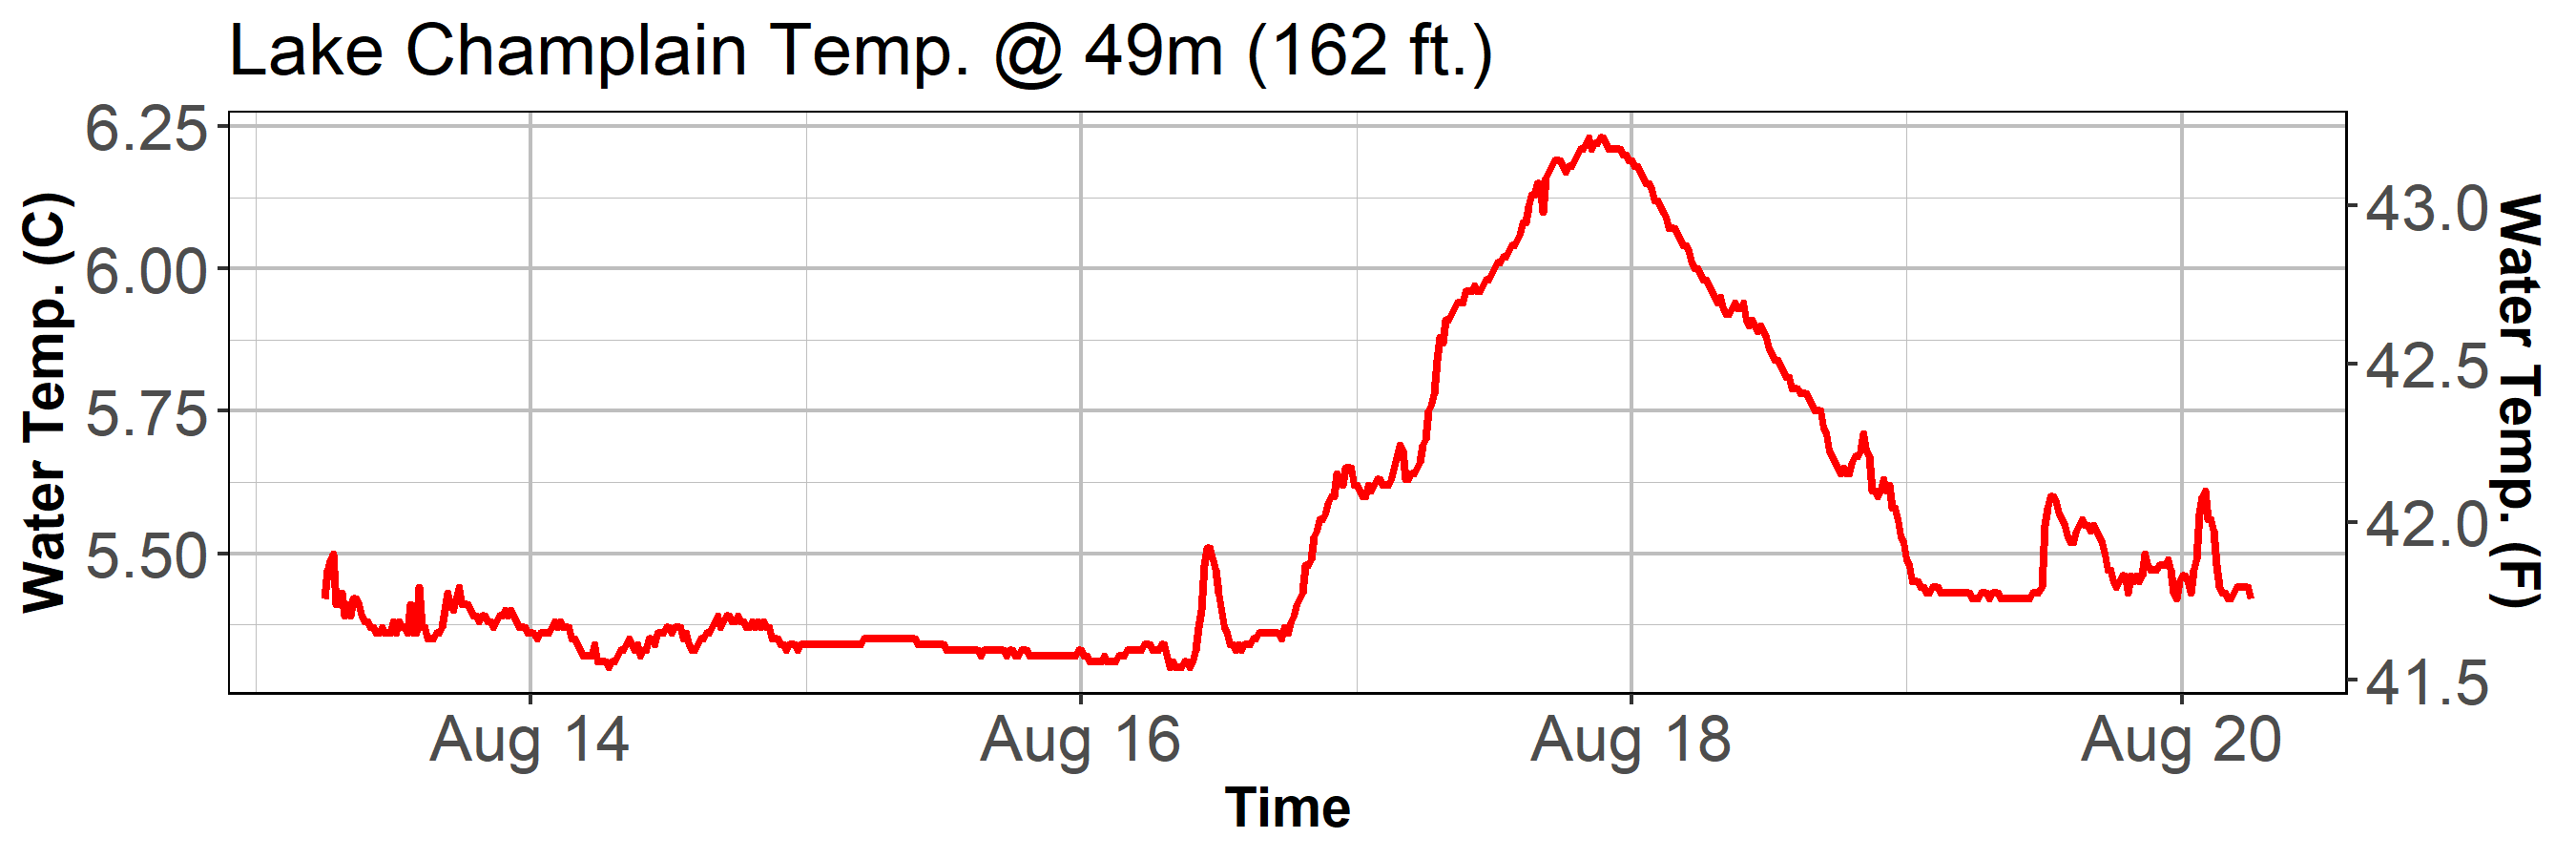 Lake Champlain Temp. @ 49m (162 ft.)
Water Temp. (C)
6.25
6.00
5.75
5.50
43.0
42.5
42.0
41.5
Water Temp. (F)
Aug 14 Aug 16 Aug 18 Aug 20
Time